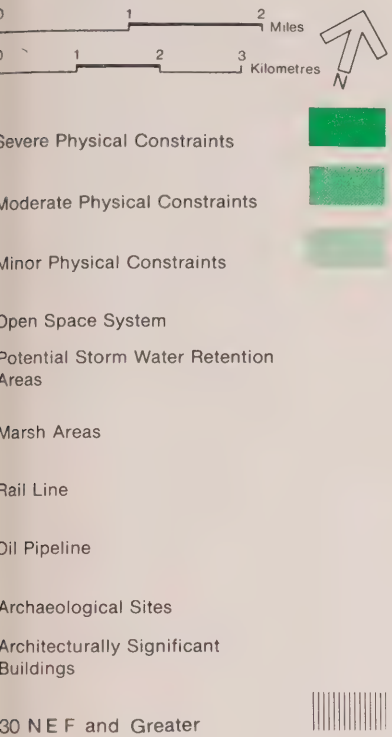 0 1 2 Miles
0 1 2 3 Kilometres
N
Severe Physical Constraints
Moderate Physical Constraints
Minor Physical Constraints
Open Space System
Potential Storm Water Retention
Areas
Marsh Areas
Rail Line
Oil Pipeline
Archaeological Sites
Architecturally Significant
Buildings
30 N E F and Greater